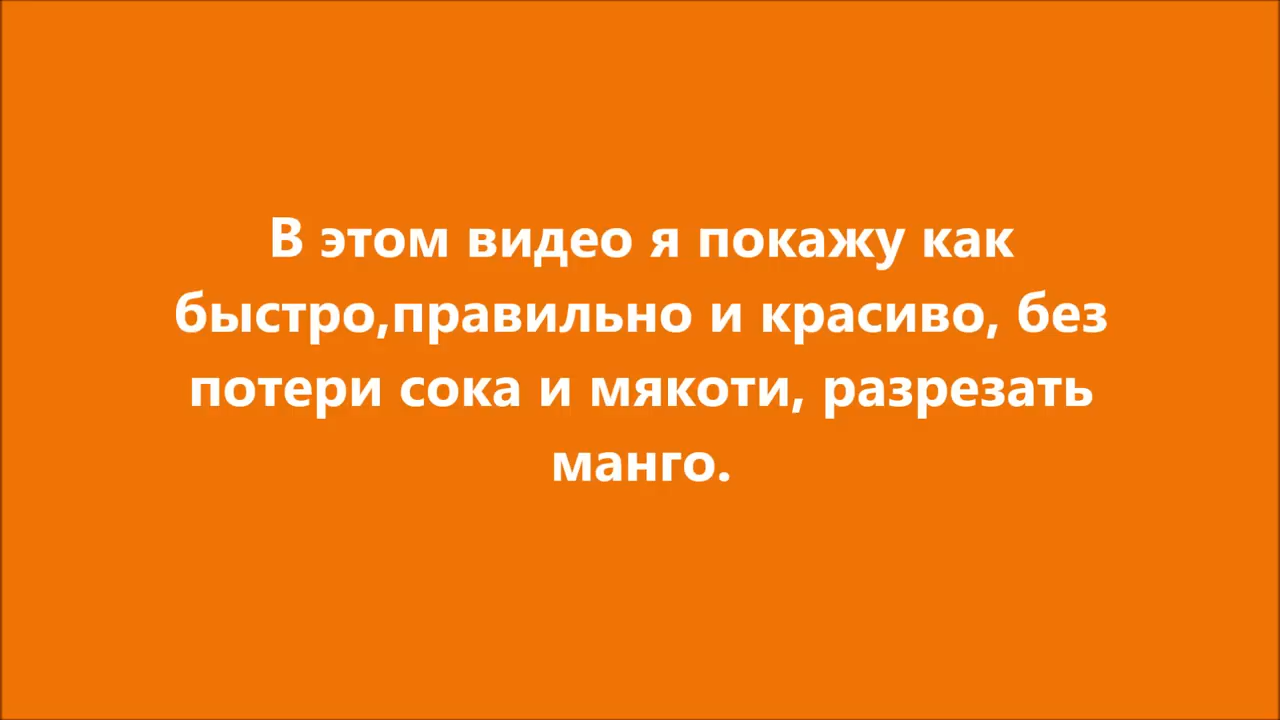 В этом видео я покажу как
быстро,правильно и красиво, без
потери сока и мякоти, разрезать
манго.